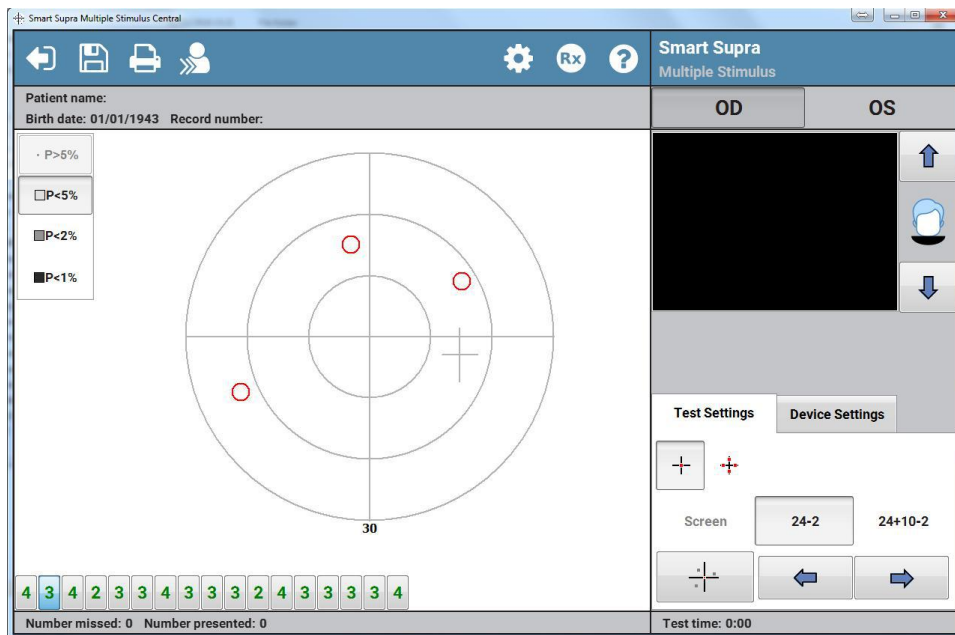 Smart Supra Multiple Stimulus Central
Rx
?
Smart Supra
Multiple Stimulus
Patient name:
Birth date: 01/01/1943 Record number:
OD OS
· P>5%
P<5%
P<2%
P<1%
30
Test Settings Device Settings
Screen 24-2 24+10-2
4 3 4 2 3 3 4 3 3 3 2 4 3 3 3 3 4
Number missed: 0 Number presented: 0
Test time: 0:00